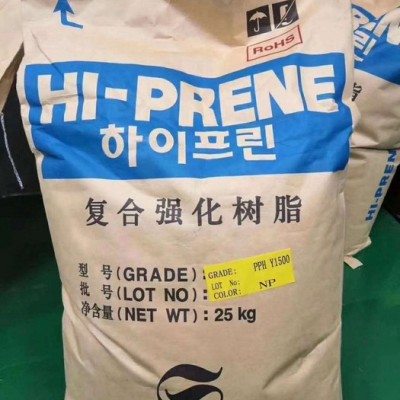 RoHS
HI-PRENE
하이프린
复合强化树脂
型号(GRADE):
GRADE: PPH Y1500
批号(LOT NO):
LOT No:
COLOR: NP
净含量(NET WT):25 kg
HI-PR